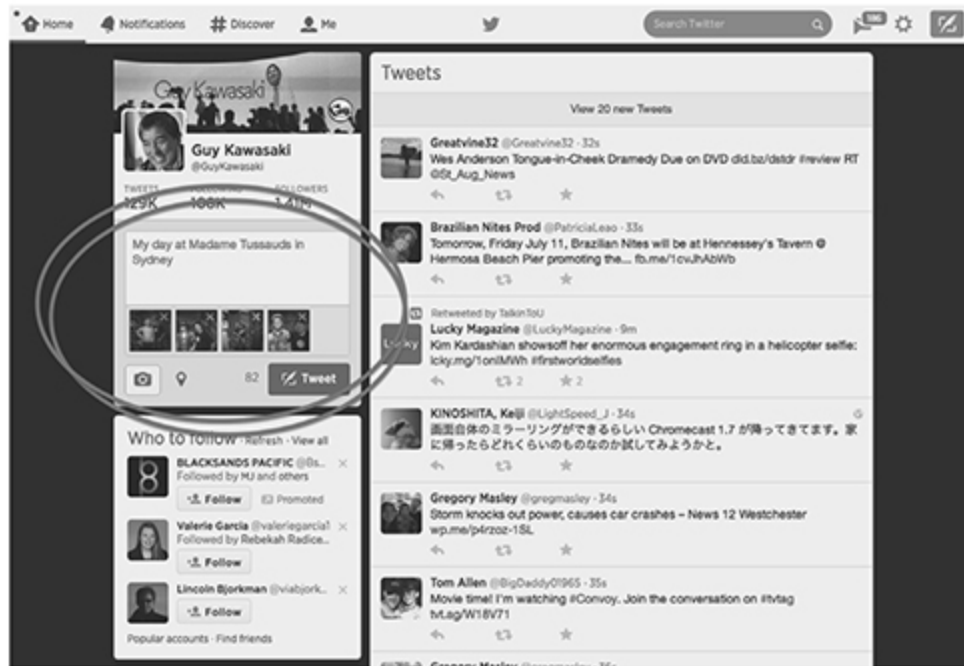 Home Notifications Discover Me Search Twitter
Guy Kawasaki
Guy Kawasaki
@GuyKawasaki
TWEETS FOLLOWING FOLLOWERS
129K 108K 1.41M
My day at Madame Tussauds in
Sydney
82 Tweet
Who to follow · Refresh · View all
BLACKSANDS PACIFIC @Bs...
Followed by MJ and others
Follow Promoted
Valerie Garcia @valeriegarcia1
Followed by Rebekah Radice...
Follow
Lincoln Bjorkman @viabjork...
Follow
Popular accounts · Find friends
Tweets
View 20 new Tweets
Greatvine32 @Greatvine32 · 32s
Wes Anderson Tongue-in-Cheek Dramedy Due on DVD dld.bz/dstdr #review RT
@St_Aug_News
Brazilian Nites Prod @PatriciaLeao · 33s
Tomorrow, Friday July 11, Brazilian Nites will be at Hennessey's Tavern @
Hermosa Beach Pier promoting the... fb.me/1cvJhAbWb
Retweeted by TalkinToU
Lucky
Lucky Magazine @LuckyMagazine · 9m
Kim Kardashian showsoff her enormous engagement ring in a helicopter selfie:
lcky.mg/1onIMWh #firstworldselfies
2 2
KINOSHITA, Keiji @LightSpeed_J · 34s
画面自体のミラーリングができるらしい Chromecast 1.7 が降ってきてます。家
に帰ったらどれくらいのものなのか試してみようかと。
Gregory Masley @gregmasley · 34s
Storm knocks out power, causes car crashes – News 12 Westchester
wp.me/p4rzoz-1SL
Tom Allen @BigDaddy01965 · 35s
Movie time! I'm watching #Convoy. Join the conversation on #tvtag
tvt.ag/W18V71